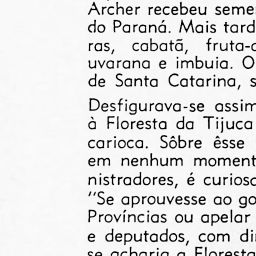 Archer recebeu seme
do Paraná. Mais tard
ras, cabatã, fruta-
uvarana e imbuia. O
de Santa Catarina, s
Desfigurava-se assim
à Floresta da Tijuca
carioca. Sôbre êsse
em nenhum moment
nistradores, é curios
"Se aprouvesse ao go
Províncias ou apelar
e deputados, com di
se acharia a Floresta